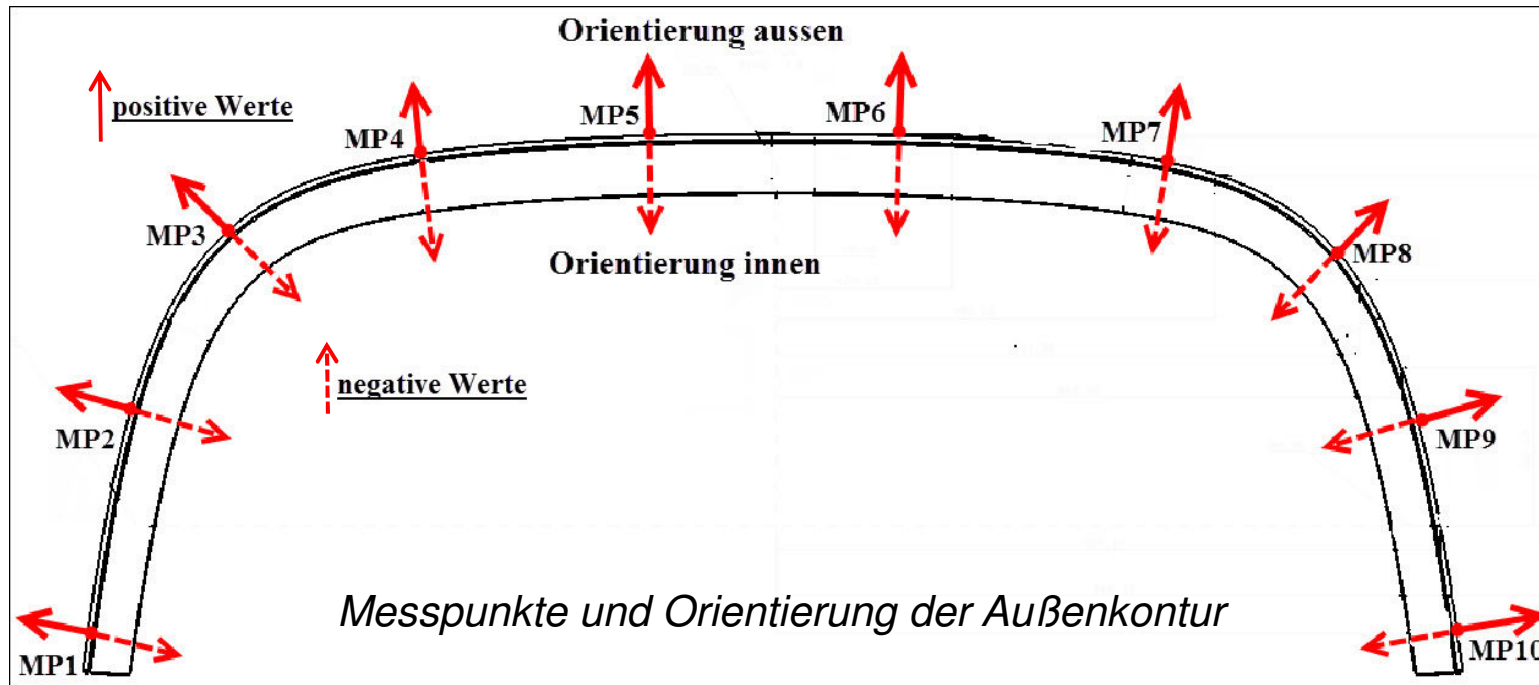 Orientierung aussen
positive Werte
MP5
MP6
MP4
MP7
MP3
MP8
Orientierung innen
negative Werte
MP2
MP9
Messpunkte und Orientierung der Außenkontur
MP1
MP10